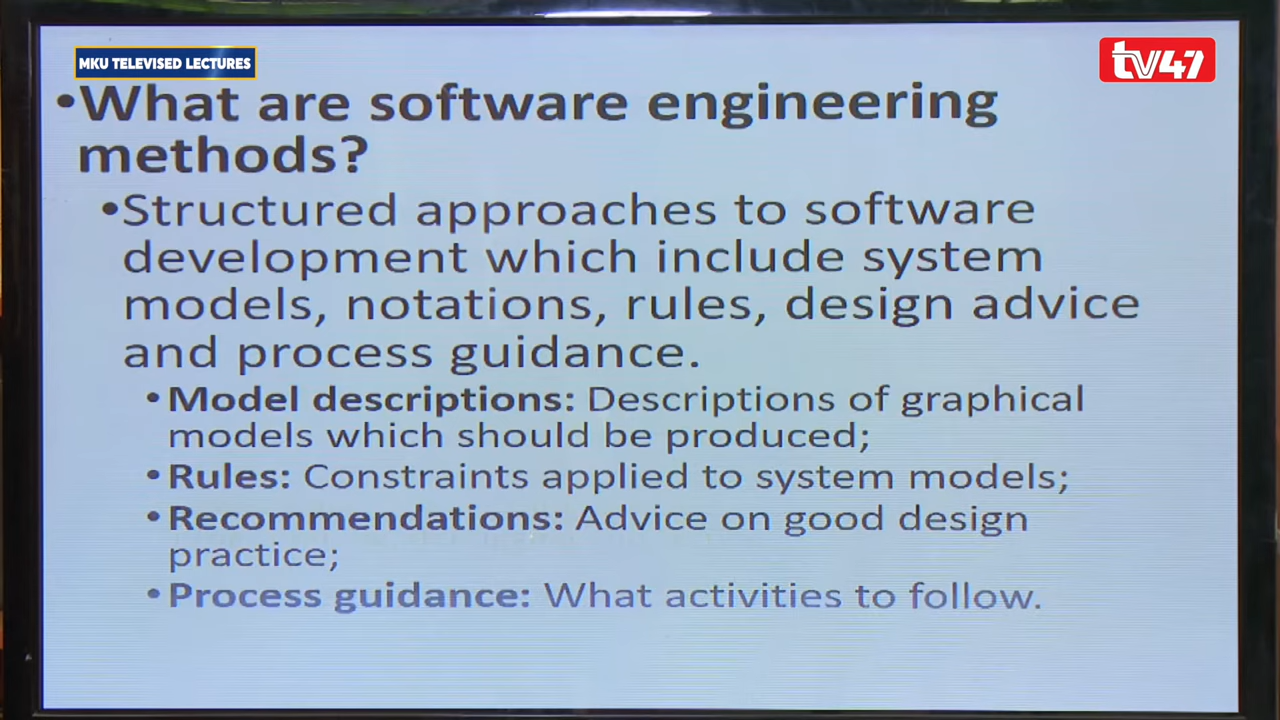 MKU TELEVISED LECTURES
tv47
•What are software engineering
methods?
•Structured approaches to software
development which include system
models, notations, rules, design advice
and process guidance.
•Model descriptions: Descriptions of graphical
models which should be produced;
•Rules: Constraints applied to system models;
•Recommendations: Advice on good design
practice;
•Process guidance: What activities to follow.